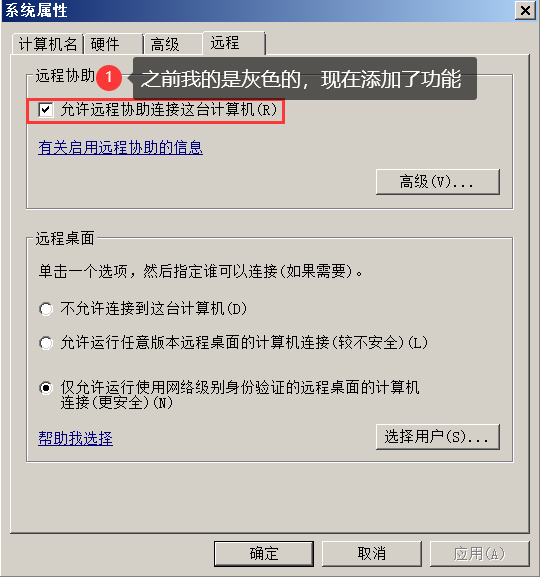 系统属性
计算机名 硬件 高级 远程
远程协助
1 之前我的是灰色的，现在添加了功能
允许远程协助连接这台计算机(R)
有关启用远程协助的信息
高级(V)...
远程桌面
单击一个选项，然后指定谁可以连接(如果需要)。
不允许连接到这台计算机(D)
允许运行任意版本远程桌面的计算机连接(较不安全)(L)
仅允许运行使用网络级别身份验证的远程桌面的计算机
连接(更安全)(N)
帮助我选择
选择用户(S)...
确定 取消 应用(A)